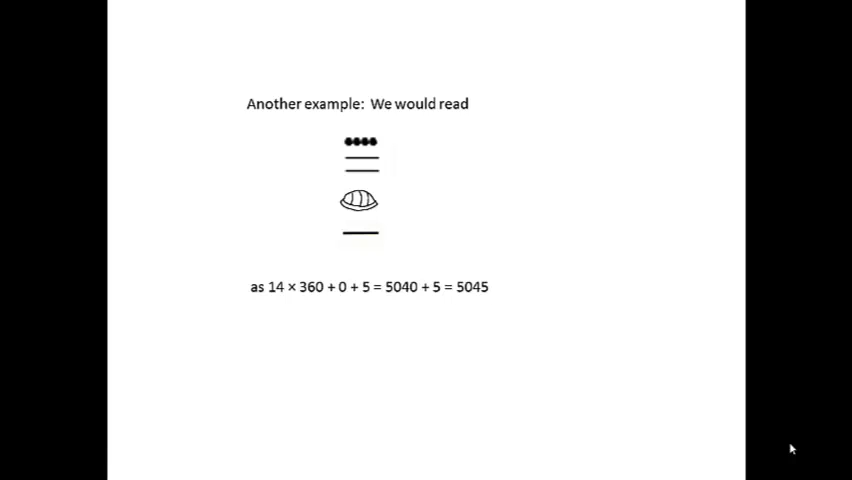 Another example: We would read
as 14 × 360 + 0 + 5 = 5040 + 5 = 5045